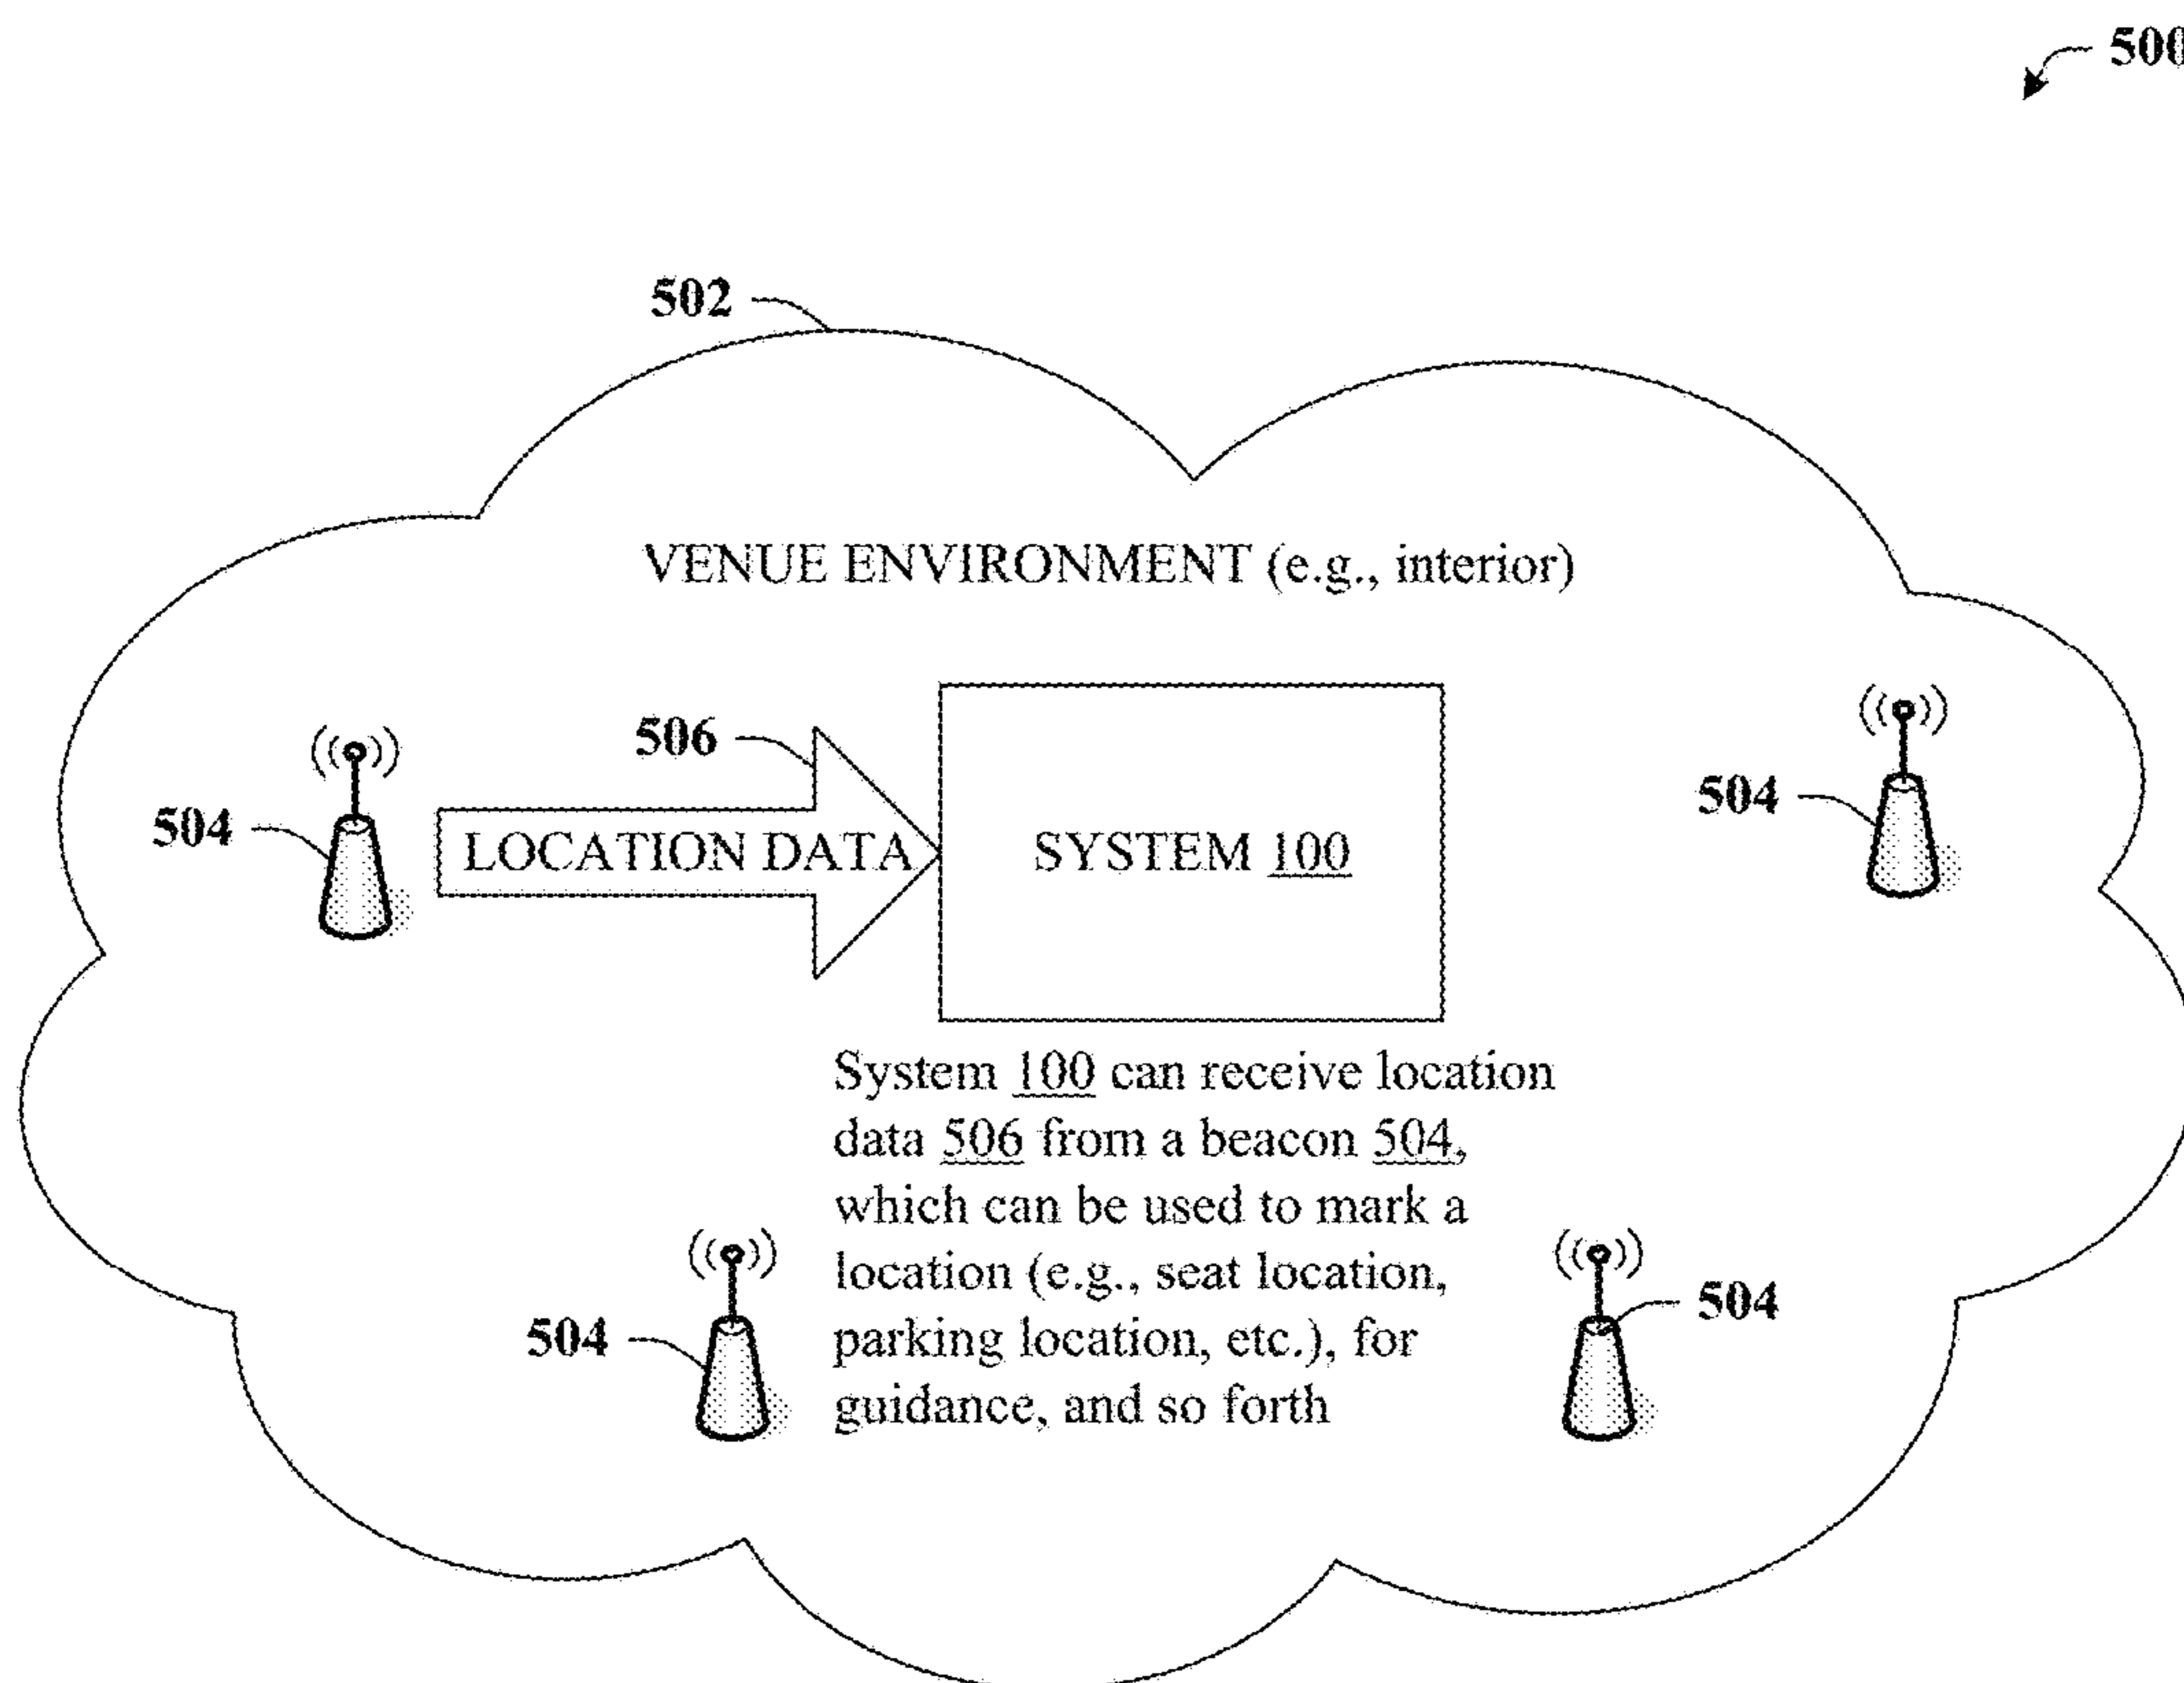 500
502
VENUE ENVIRONMENT (e.g., interior)
506
504
504
LOCATION DATA
SYSTEM 100
System 100 can receive location
data 506 from a beacon 504,
which can be used to mark a
location (e.g., seat location,
parking location, etc.), for
guidance, and so forth
504
504